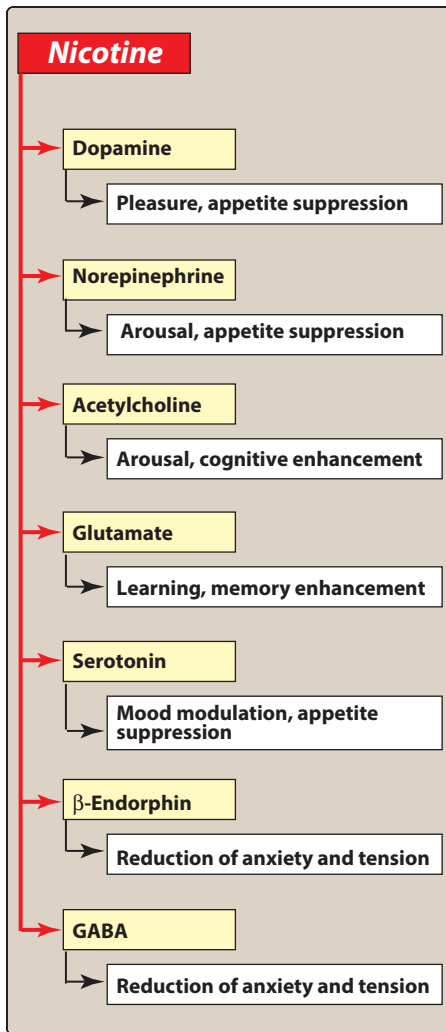 Nicotine
Dopamine
Pleasure, appetite suppression
Norepinephrine
Arousal, appetite suppression
Acetylcholine
Arousal, cognitive enhancement
Glutamate
Learning, memory enhancement
Serotonin
Mood modulation, appetite
suppression
β-Endorphin
Reduction of anxiety and tension
GABA
Reduction of anxiety and tension